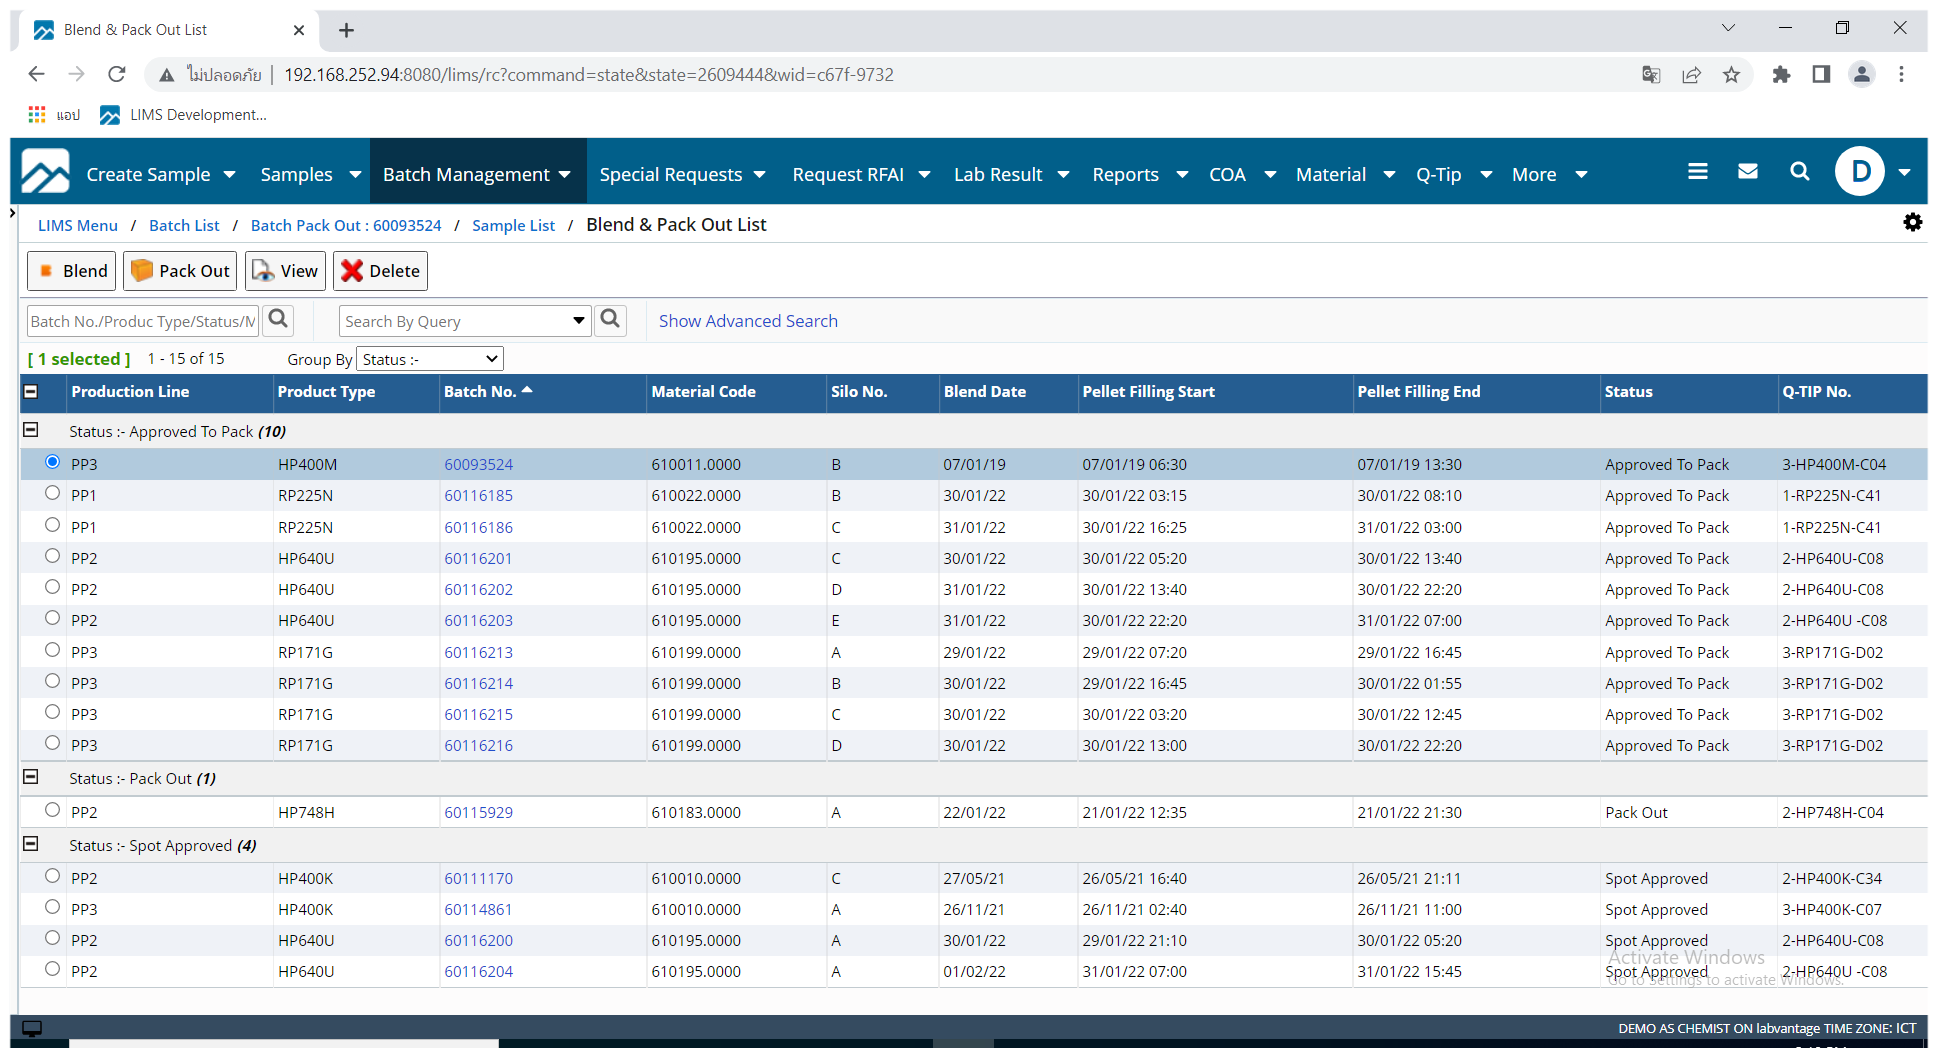 Blend & Pack Out List
ไม่ปลอดภัย | 192.168.252.94:8080/lims/rc?command=state&state=2609444&wid=c67f-9732
แอป LIMS Development...
Create Sample Samples Batch Management Special Requests Request RFAI Lab Result Reports COA Material Q-Tip More D
LIMS Menu / Batch List / Batch Pack Out : 60093524 / Sample List / Blend & Pack Out List
Blend Pack Out View Delete
Batch No./Produc Type/Status/M Search By Query Show Advanced Search
[ 1 selected ] 1 - 15 of 15 Group By Status :-
Production Line Product Type Batch No. Material Code Silo No. Blend Date Pellet Filling Start Pellet Filling End Status Q-TIP No.
Status :- Approved To Pack (10)
PP3 HP400M 60093524 610011.0000 B 07/01/19 07/01/19 06:30 07/01/19 13:30 Approved To Pack 3-HP400M-C04
PP1 RP225N 60116185 610022.0000 B 30/01/22 30/01/22 03:15 30/01/22 08:10 Approved To Pack 1-RP225N-C41
PP1 RP225N 60116186 610022.0000 C 31/01/22 30/01/22 16:25 31/01/22 03:00 Approved To Pack 1-RP225N-C41
PP2 HP640U 60116201 610195.0000 C 30/01/22 30/01/22 05:20 30/01/22 13:40 Approved To Pack 2-HP640U-C08
PP2 HP640U 60116202 610195.0000 D 31/01/22 30/01/22 13:40 30/01/22 22:20 Approved To Pack 2-HP640U-C08
PP2 HP640U 60116203 610195.0000 E 31/01/22 30/01/22 22:20 31/01/22 07:00 Approved To Pack 2-HP640U -C08
PP3 RP171G 60116213 610199.0000 A 29/01/22 29/01/22 07:20 29/01/22 16:45 Approved To Pack 3-RP171G-D02
PP3 RP171G 60116214 610199.0000 B 30/01/22 29/01/22 16:45 30/01/22 01:55 Approved To Pack 3-RP171G-D02
PP3 RP171G 60116215 610199.0000 C 30/01/22 30/01/22 03:20 30/01/22 12:45 Approved To Pack 3-RP171G-D02
PP3 RP171G 60116216 610199.0000 D 30/01/22 30/01/22 13:00 30/01/22 22:20 Approved To Pack 3-RP171G-D02
Status :- Pack Out (1)
PP2 HP748H 60115929 610183.0000 A 22/01/22 21/01/22 12:35 21/01/22 21:30 Pack Out 2-HP748H-C04
Status :- Spot Approved (4)
PP2 HP400K 60111170 610010.0000 C 27/05/21 26/05/21 16:40 26/05/21 21:11 Spot Approved 2-HP400K-C34
PP3 HP400K 60114861 610010.0000 A 26/11/21 26/11/21 02:40 26/11/21 11:00 Spot Approved 3-HP400K-C07
PP2 HP640U 60116200 610195.0000 A 30/01/22 29/01/22 21:10 30/01/22 05:20 Spot Approved 2-HP640U-C08
Activate Windows
PP2 HP640U 60116204 610195.0000 A 01/02/22 31/01/22 07:00 31/01/22 15:45 Spot Approved 2-HP640U -C08
Go to Settings to activate Windows.
DEMO AS CHEMIST ON labvantage TIME ZONE: ICT